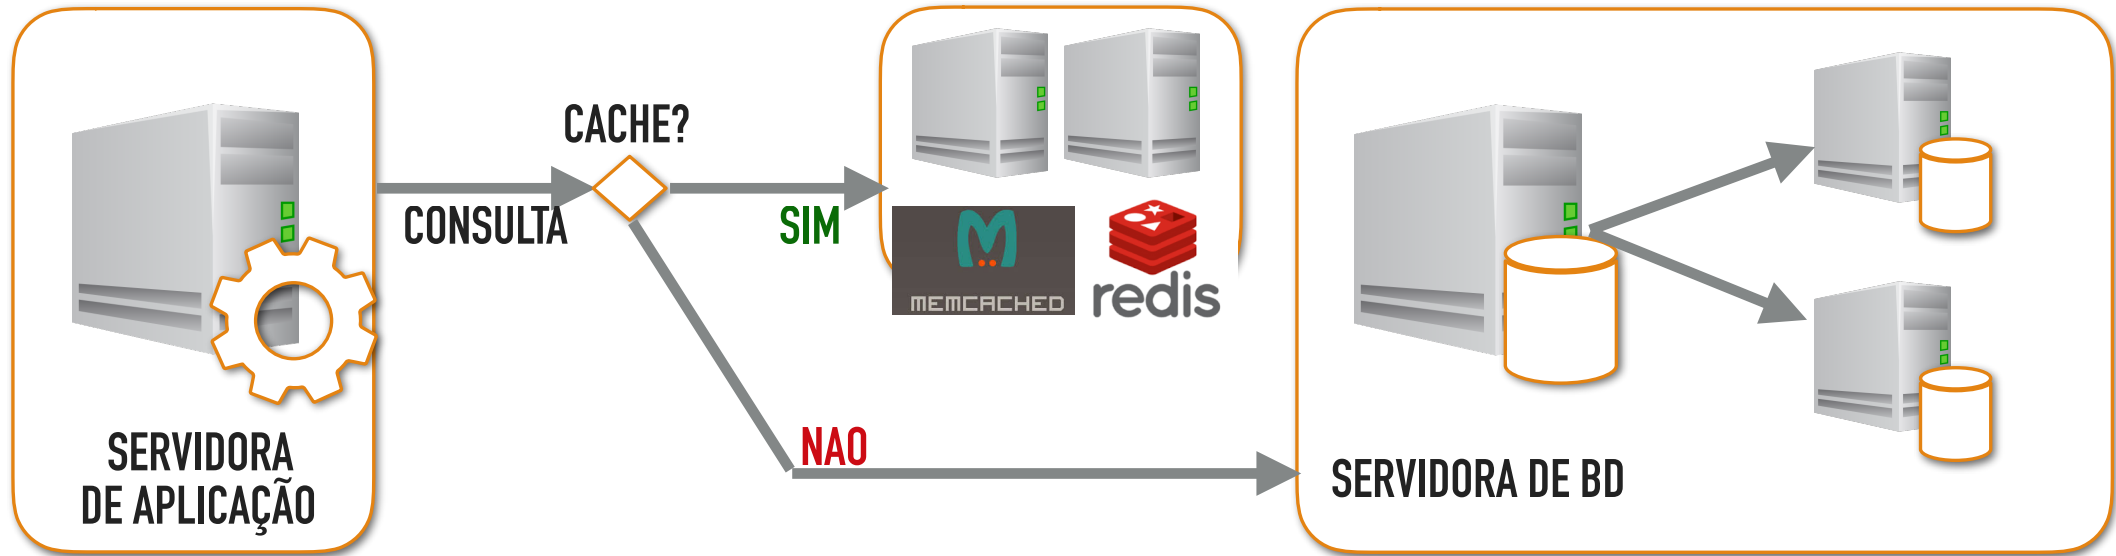 SERVIDORA
DE APLICAÇÃO
CONSULTA
CACHE?
SIM
NAO
MEMCACHED
redis
SERVIDORA DE BD